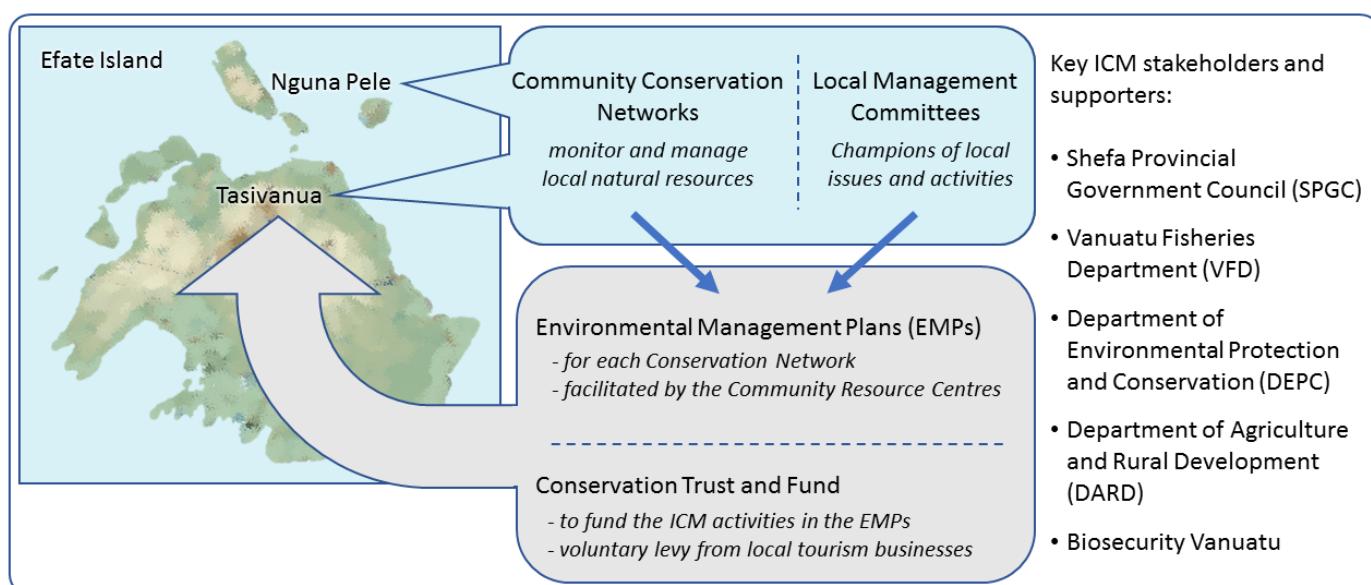 Efate Island
Nguna Pele
Tasivanua
Community Conservation
Networks
monitor and manage
local natural resources
Local Management
Committees
Champions of local
issues and activities
Environmental Management Plans (EMPs)
- for each Conservation Network
- facilitated by the Community Resource Centres
Conservation Trust and Fund
- to fund the ICM activities in the EMPs
- voluntary levy from local tourism businesses
Key ICM stakeholders and
supporters:
• Shefa Provincial
Government Council (SPGC)
• Vanuatu Fisheries
Department (VFD)
• Department of
Environmental Protection
and Conservation (DEPC)
• Department of Agriculture
and Rural Development
(DARD)
• Biosecurity Vanuatu